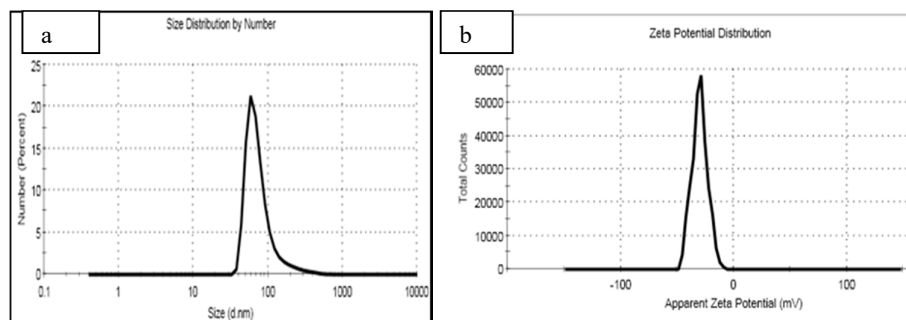 a
Size Distribution by Number
Number (Percent)
25
20
15
10
5
0
0.1 1 10 100 1000 10000
Size (d.nm)
b
Zeta Potential Distribution
Total Counts
60000
50000
40000
30000
20000
10000
0
-100 0 100
Apparent Zeta Potential (mV)